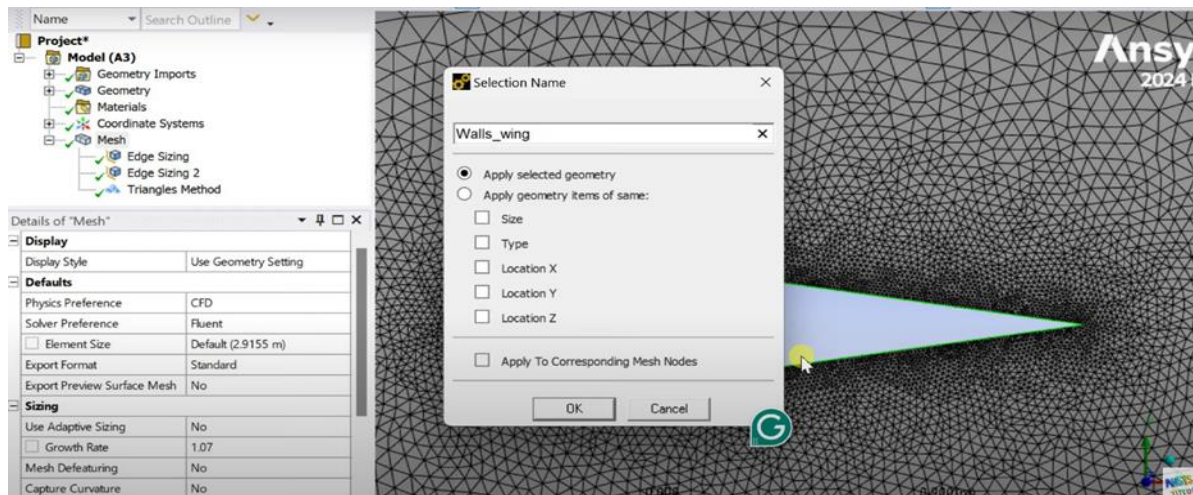 Name Search Outline
Project*
Model (A3)
Geometry Imports
Geometry
Materials
Coordinate Systems
Mesh
Edge Sizing
Edge Sizing 2
Triangles Method
Details of "Mesh"
Display
Display Style Use Geometry Setting
Defaults
Physics Preference CFD
Solver Preference Fluent
Element Size Default (2.9155 m)
Export Format Standard
Export Preview Surface Mesh No
Sizing
Use Adaptive Sizing No
Growth Rate 1.07
Mesh Defeaturing No
Capture Curvature No
Selection Name
Walls_wing
Apply selected geometry
Apply geometry items of same:
Size
Type
Location X
Location Y
Location Z
Apply To Corresponding Mesh Nodes
OK Cancel
G
Ansy
2024